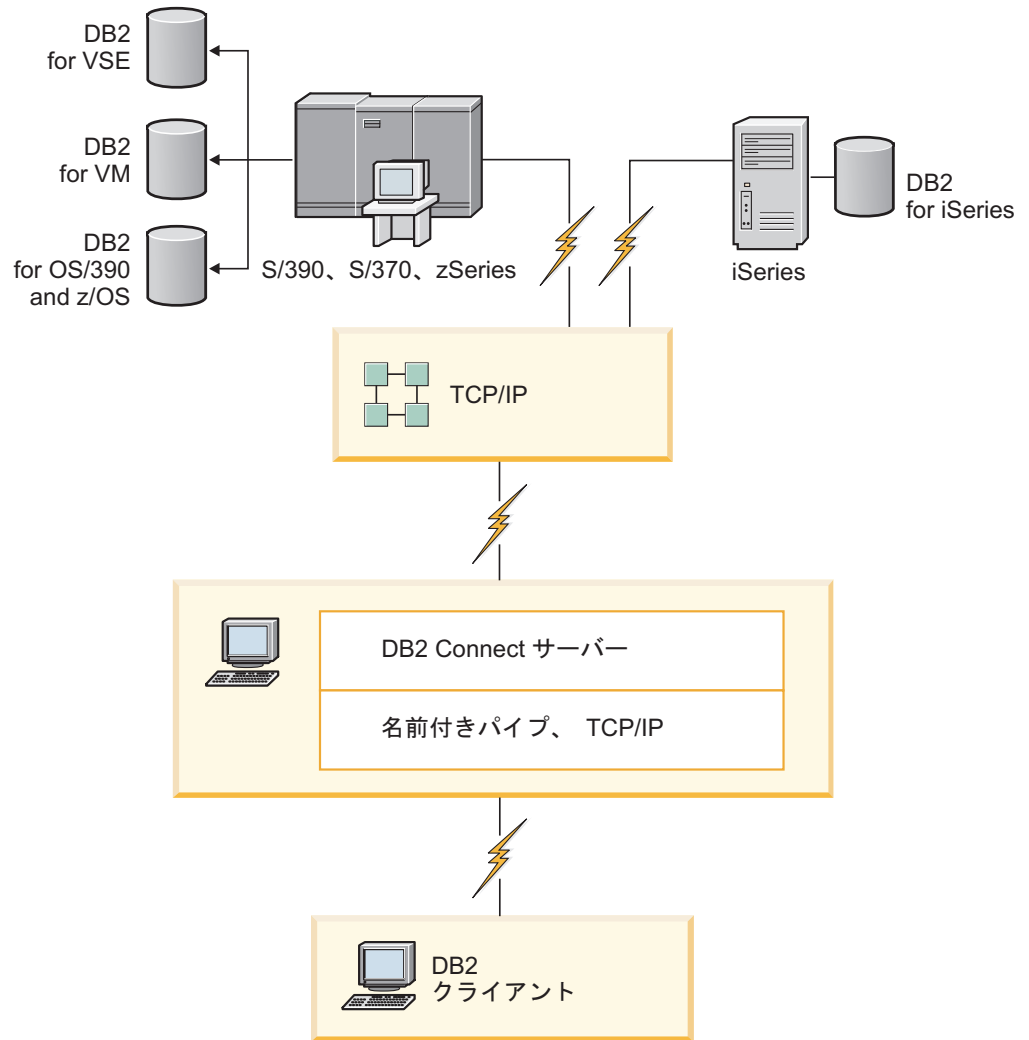 DB2
for VSE
DB2
for VM
DB2
for OS/390
and z/OS
S/390、S/370、zSeries
iSeries
DB2
for iSeries
TCP/IP
DB2 Connect サーバー
名前付きパイプ、 TCP/IP
DB2
クライアント